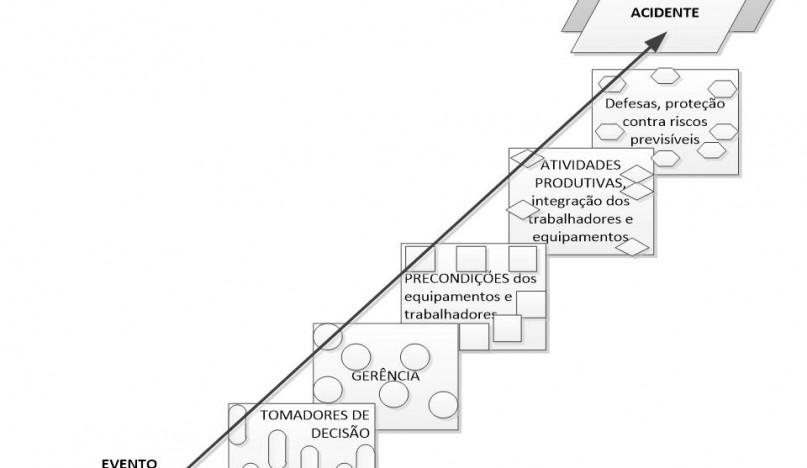 ACIDENTE
Defesas, proteção
contra riscos
previsíveis
ATIVIDADES
PRODUTIVAS,
integração dos
trabalhadores e
equipamentos
PRECONDIÇÕES dos
equipamentos e
trabalhadores
GERÊNCIA
TOMADORES DE
DECISÃO
EVENTO